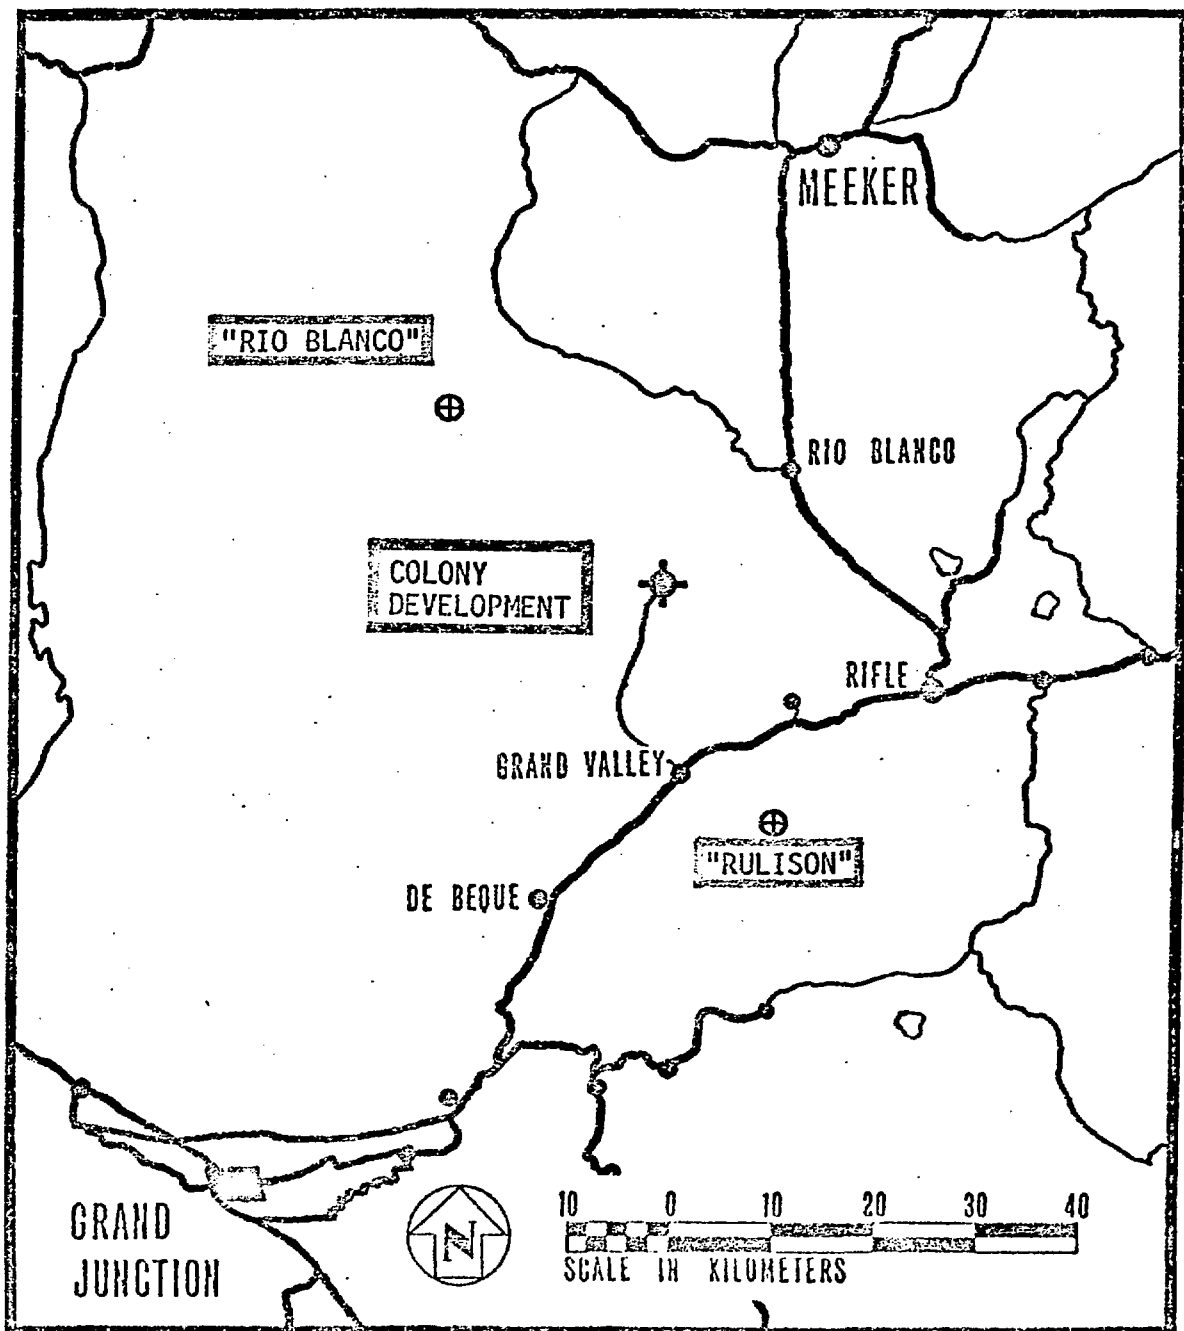 MEEKER
"RIO BLANCO"
RIO BLANCO
COLONY
DEVELOPMENT
RIFLE
GRAND VALLEY
"RULISON"
DE BEQUE
GRAND
JUNCTION
N
10 0 10 20 30 40
SCALE IN KILOMETERS